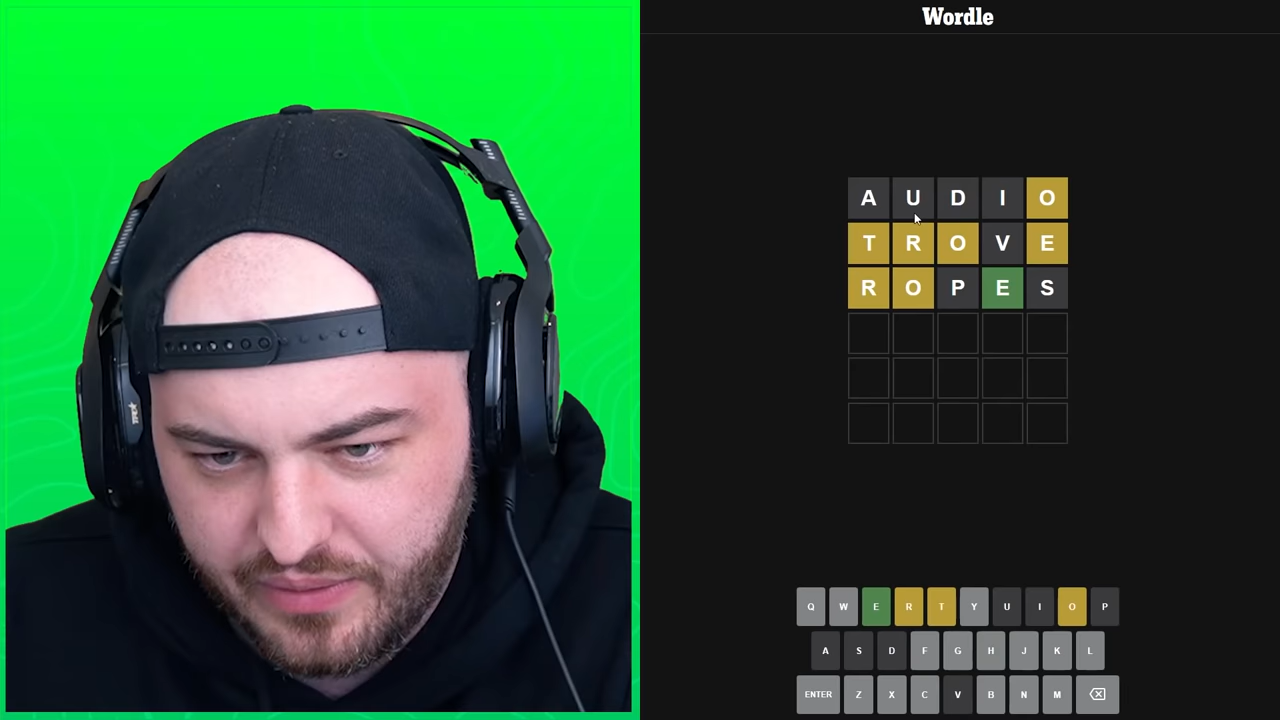 Wordle
A U D I O
T R O V E
R O P E S
Q W E R T Y U I O P
A S D F G H J K L
ENTER Z X C V B N M